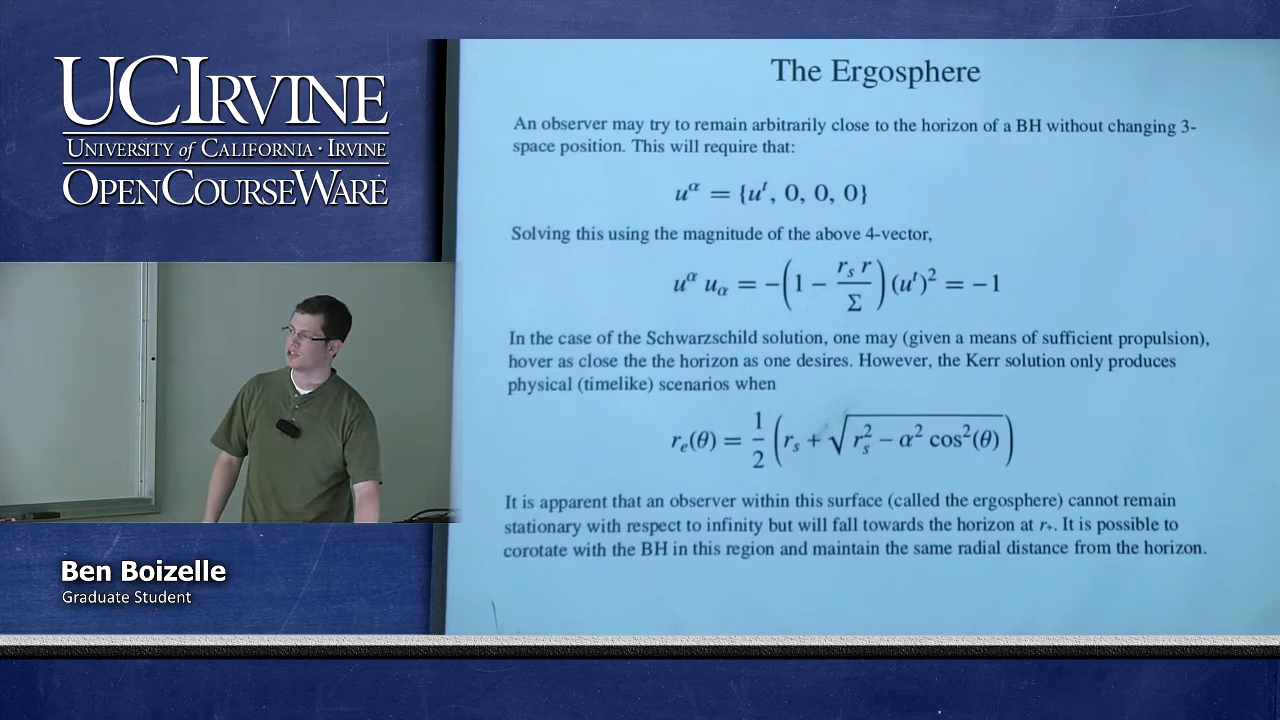 UCIRVINE
UNIVERSITY of CALIFORNIA · IRVINE
OPENCOURSEWARE
The Ergosphere
An observer may try to remain arbitrarily close to the horizon of a BH without changing 3-
space position. This will require that:
u^α = {u^t, 0, 0, 0}
Solving this using the magnitude of the above 4-vector,
u^α u_α = −(1 − r_s r / Σ) (u^t)² = −1
In the case of the Schwarzschild solution, one may (given a means of sufficient propulsion),
hover as close the the horizon as one desires. However, the Kerr solution only produces
physical (timelike) scenarios when
r_e(θ) = 1/2 (r_s + √(r_s² − α² cos²(θ)))
It is apparent that an observer within this surface (called the ergosphere) cannot remain
stationary with respect to infinity but will fall towards the horizon at r₊. It is possible to
corotate with the BH in this region and maintain the same radial distance from the horizon.
Ben Boizelle
Graduate Student